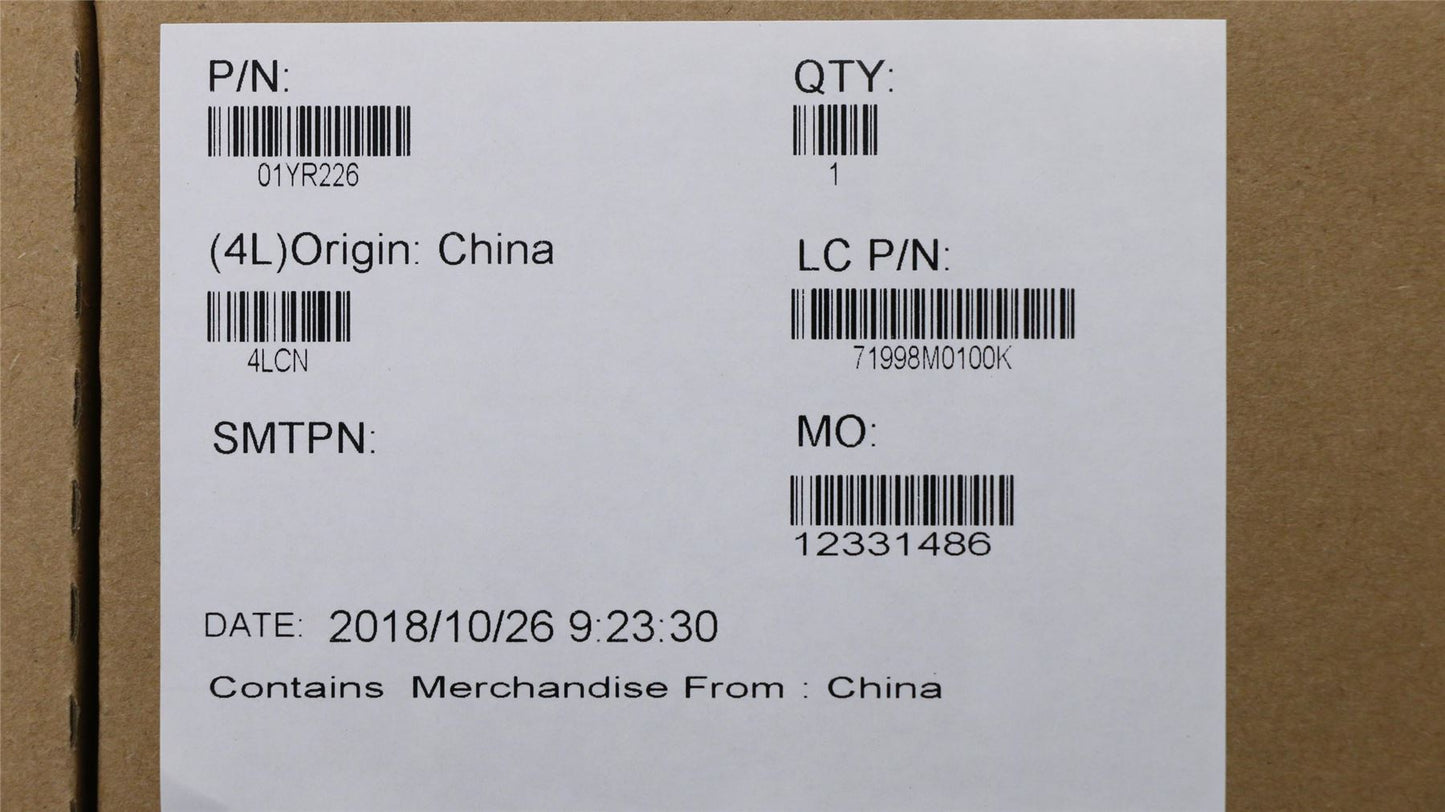 P/N:
01YR226
QTY:
1
(4L)Origin: China
4LCN
LC P/N:
71998M0100K
SMTPN:
MO:
12331486
DATE: 2018/10/26 9:23:30
Contains Merchandise From : China